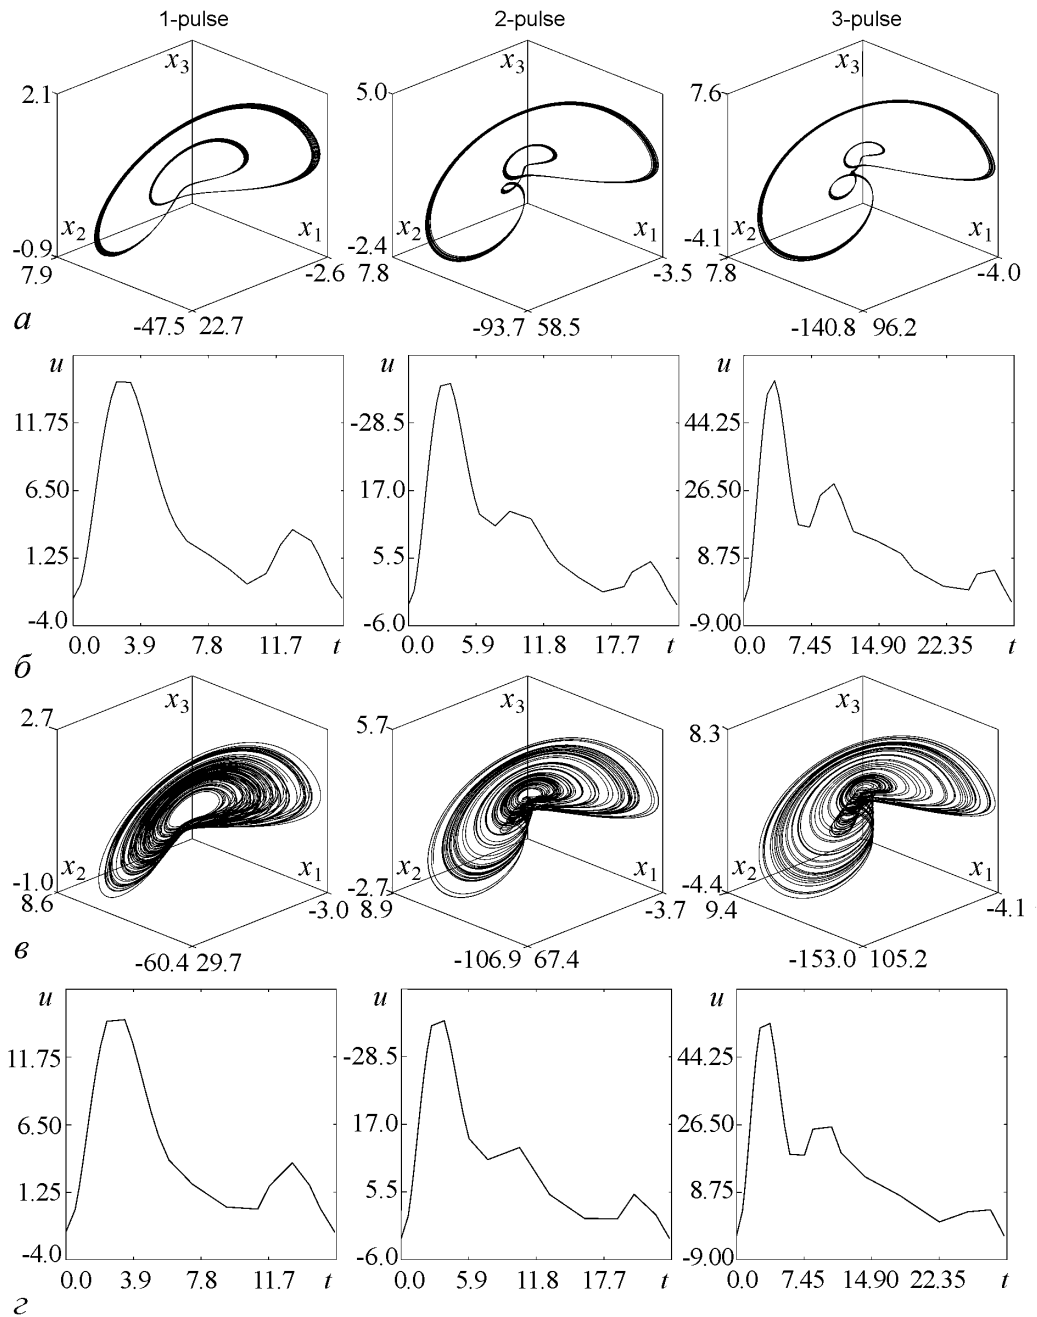 1-pulse 2-pulse 3-pulse
x3 x3 x3
2.1 5.0 7.6
x2 x1 x2 x1 x2 x1
-0.9 -2.4 -4.1
7.9 -2.6 7.8 -3.5 7.8 -4.0
а -47.5 22.7 -93.7 58.5 -140.8 96.2
u u u
11.75 -28.5 44.25
6.50 17.0 26.50
1.25 5.5 8.75
-4.0 -6.0 -9.00
0.0 3.9 7.8 11.7 t 0.0 5.9 11.8 17.7 t 0.0 7.45 14.90 22.35 t
б
x3 x3 x3
2.7 5.7 8.3
x2 x1 x2 x1 x2 x1
-1.0 -2.7 -4.4
8.6 -3.0 8.9 -3.7 9.4 -4.1
в -60.4 29.7 -106.9 67.4 -153.0 105.2
u u u
11.75 -28.5 44.25
6.50 17.0 26.50
1.25 5.5 8.75
-4.0 -6.0 -9.00
0.0 3.9 7.8 11.7 t 0.0 5.9 11.8 17.7 t 0.0 7.45 14.90 22.35 t
г